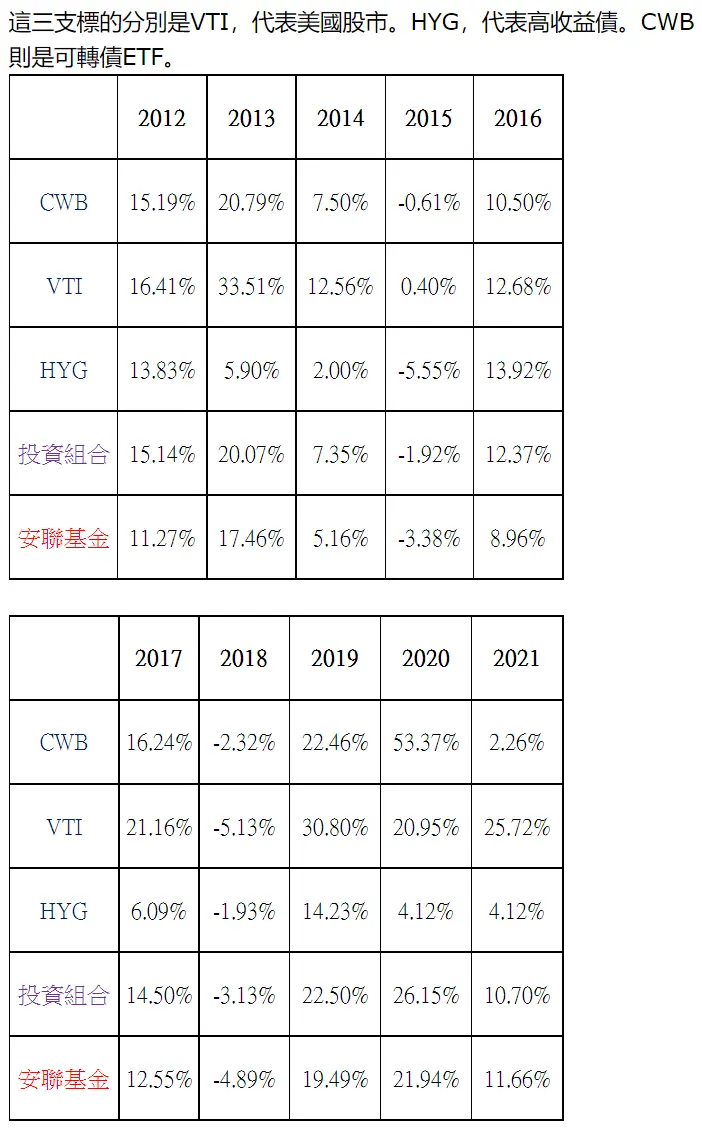 這三支標的分別是VTI，代表美國股市。HYG，代表高收益債。CWB
則是可轉債ETF。
2012 2013 2014 2015 2016
CWB 15.19% 20.79% 7.50% -0.61% 10.50%
VTI 16.41% 33.51% 12.56% 0.40% 12.68%
HYG 13.83% 5.90% 2.00% -5.55% 13.92%
投資組合 15.14% 20.07% 7.35% -1.92% 12.37%
安聯基金 11.27% 17.46% 5.16% -3.38% 8.96%
2017 2018 2019 2020 2021
CWB 16.24% -2.32% 22.46% 53.37% 2.26%
VTI 21.16% -5.13% 30.80% 20.95% 25.72%
HYG 6.09% -1.93% 14.23% 4.12% 4.12%
投資組合 14.50% -3.13% 22.50% 26.15% 10.70%
安聯基金 12.55% -4.89% 19.49% 21.94% 11.66%